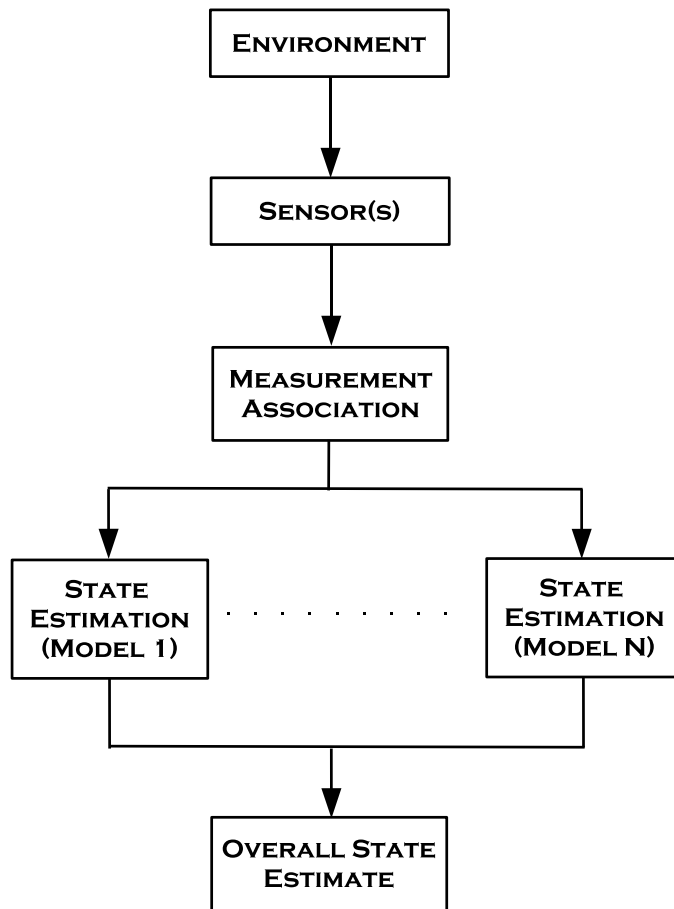 ENVIRONMENT
SENSOR(S)
MEASUREMENT
ASSOCIATION
STATE
ESTIMATION
(MODEL 1)
STATE
ESTIMATION
(MODEL N)
OVERALL STATE
ESTIMATE